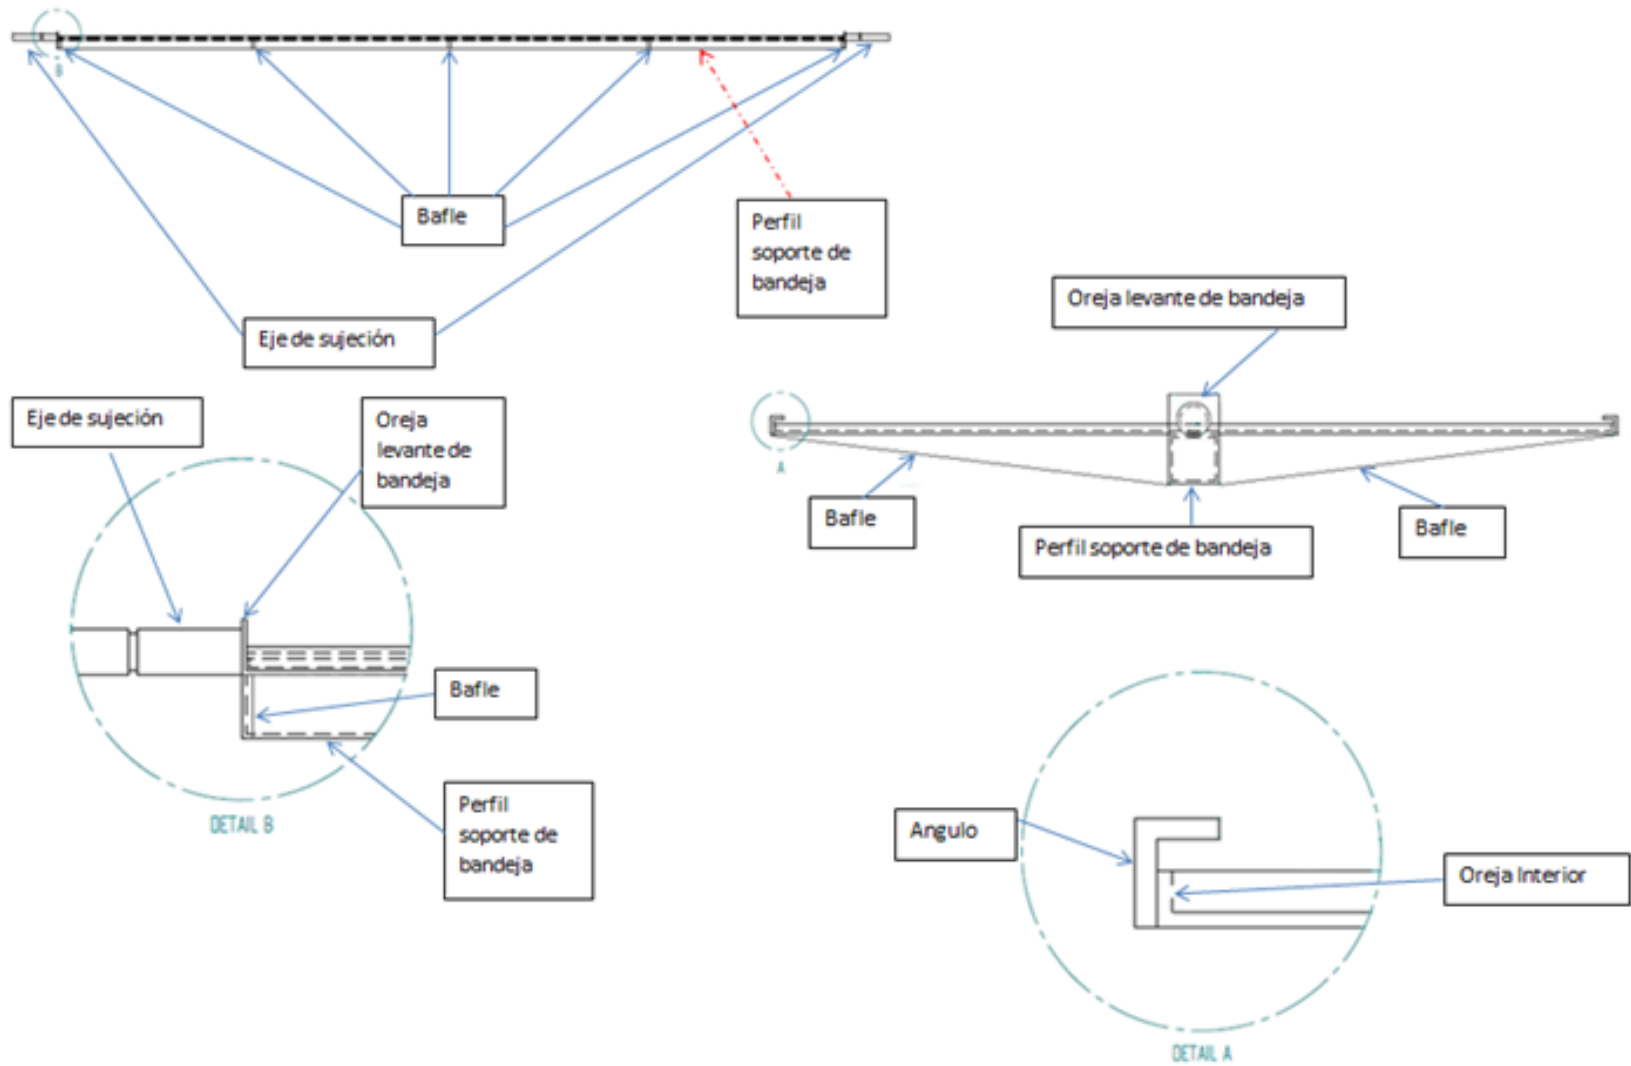 B
Bafle
Perfil
soporte de
bandeja
Eje de sujeción
Oreja levante de bandeja
A
Bafle
Perfil soporte de bandeja
Bafle
Eje de sujeción
Oreja
levante de
bandeja
Bafle
Perfil
soporte de
bandeja
DETAIL B
Angulo
Oreja Interior
DETAIL A